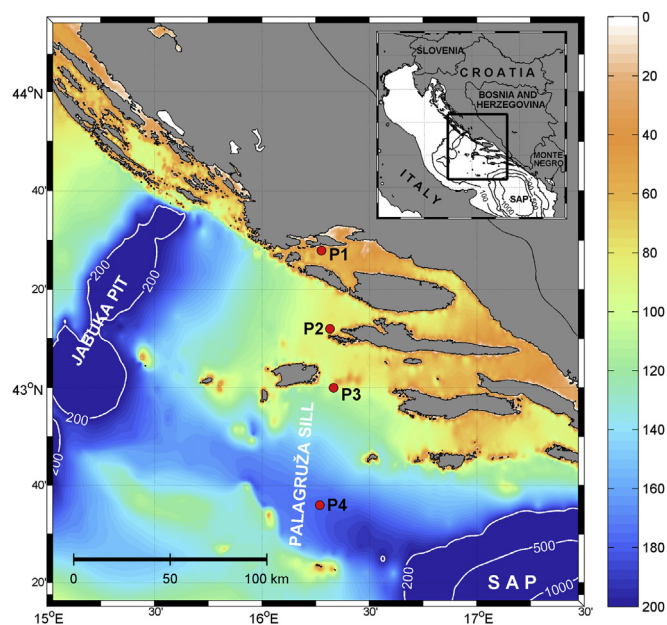 0
20
40
60
80
100
120
140
160
180
200
44°N
40'
20'
43°N
40'
20'
15°E
30'
16°E
30'
17°E
30'
SLOVENIA
CROATIA
BOSNIA AND
HERZEGOVINA
MONTE
NEGRO
ITALY
SAP
1000
P1
P2
P3
P4
200
JABUKA PIT
200
200
PALAGRUŽA SILL
200
500
1000
SAP
0
50
100 km